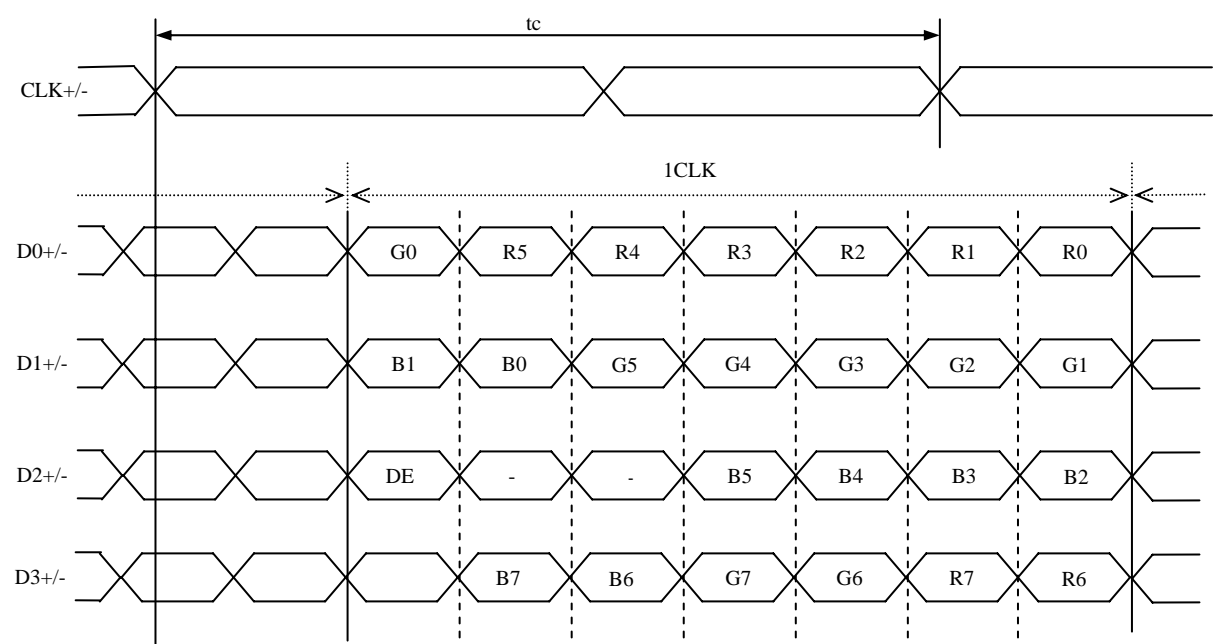 tc
CLK+/-
1CLK
D0+/- G0 R5 R4 R3 R2 R1 R0
D1+/- B1 B0 G5 G4 G3 G2 G1
D2+/- DE - - B5 B4 B3 B2
D3+/- B7 B6 G7 G6 R7 R6